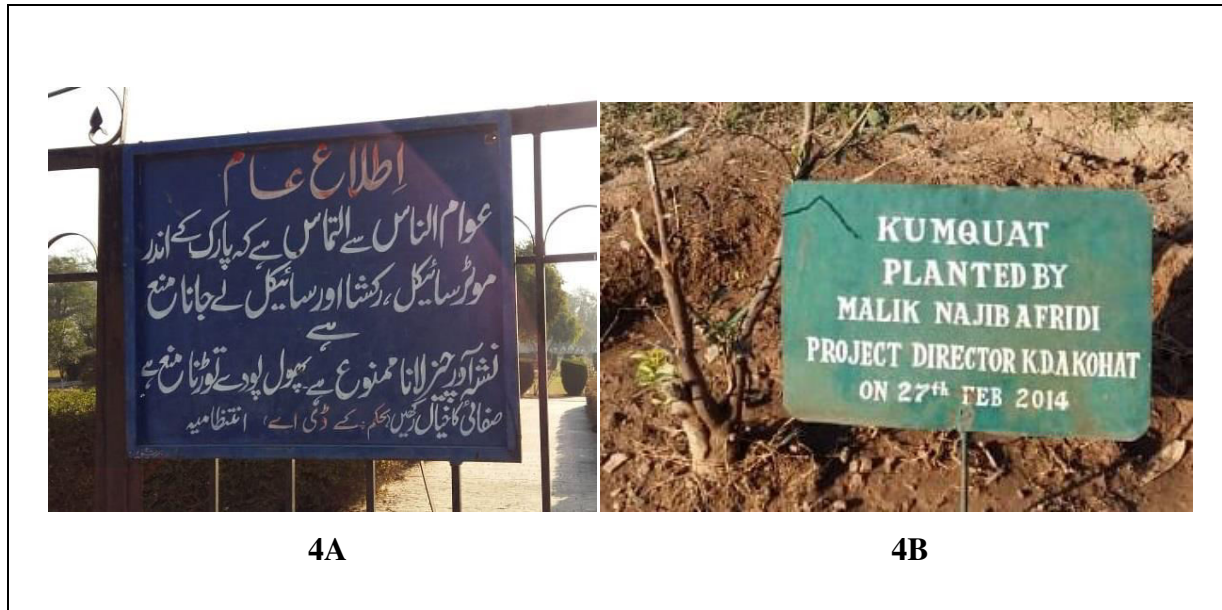 اِطلاع عام
عوام الناس سے التماس ہے کہ پارک کے اندر
موٹر سائیکل، رکشا اور سائیکل لے جانا منع
ہے
نشہ آور چیز لانا ممنوع ہے۔ پھول پودے توڑنا منع ہے
صفائی کا خیال رکھیں (بحکم: کے ڈی اے) انتظامیہ
KUMQUAT
PLANTED BY
MALIK NAJIB AFRIDI
PROJECT DIRECTOR K.D.A KOHAT
ON 27th FEB 2014
4A
4B